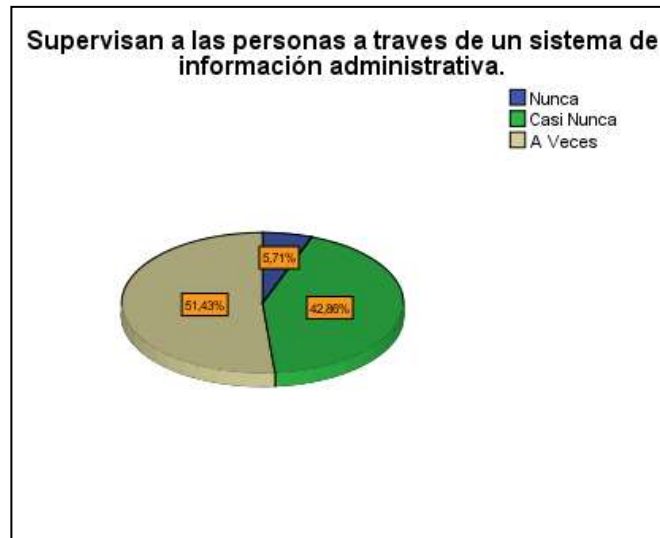 Supervisan a las personas a traves de un sistema de
información administrativa.
Nunca
Casi Nunca
A Veces
5,71%
51,43%
42,86%